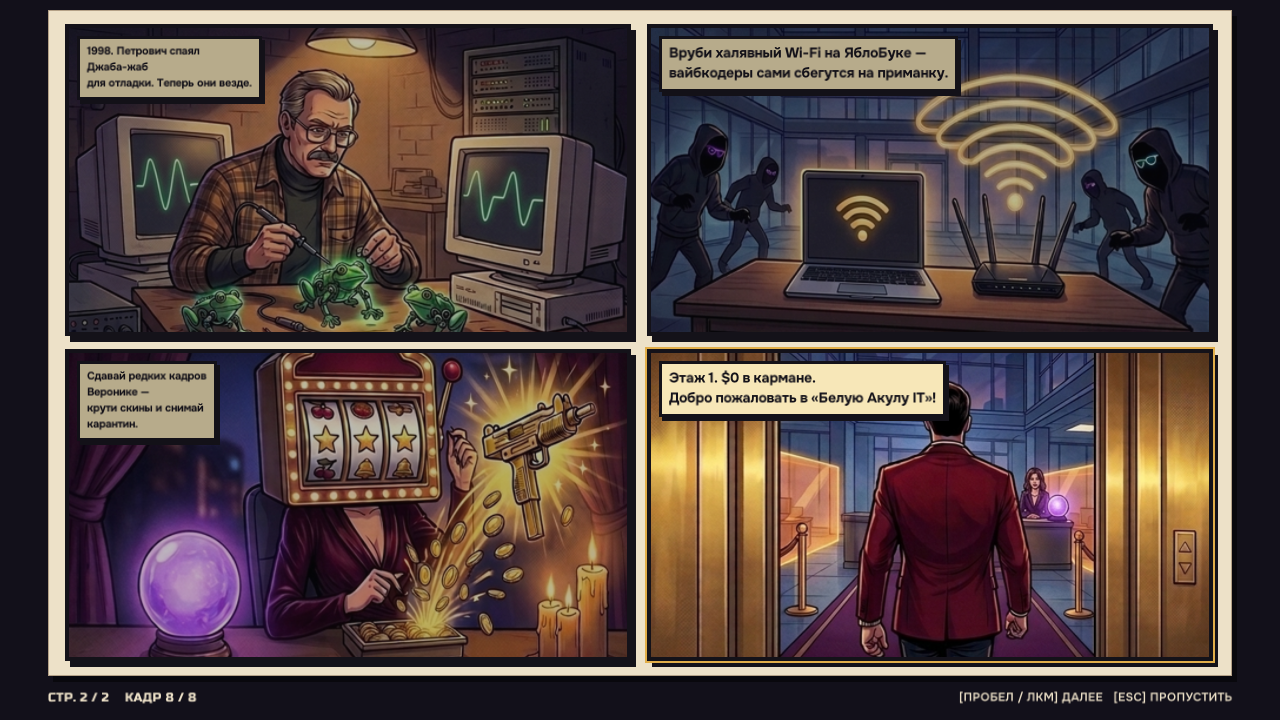 1998. Петрович спаял
Джаба-жаб
для отладки. Теперь они везде.
Вруби халявный Wi-Fi на ЯблоБуке —
вайбкодеры сами сбегутся на приманку.
Сдавай редких кадров
Веронике —
крути скины и снимай
карантин.
Этаж 1. $0 в кармане.
Добро пожаловать в «Белую Акулу IT»!
СТР. 2 / 2 КАДР 8 / 8
[ПРОБЕЛ / ЛКМ] ДАЛЕЕ [ESC] ПРОПУСТИТЬ